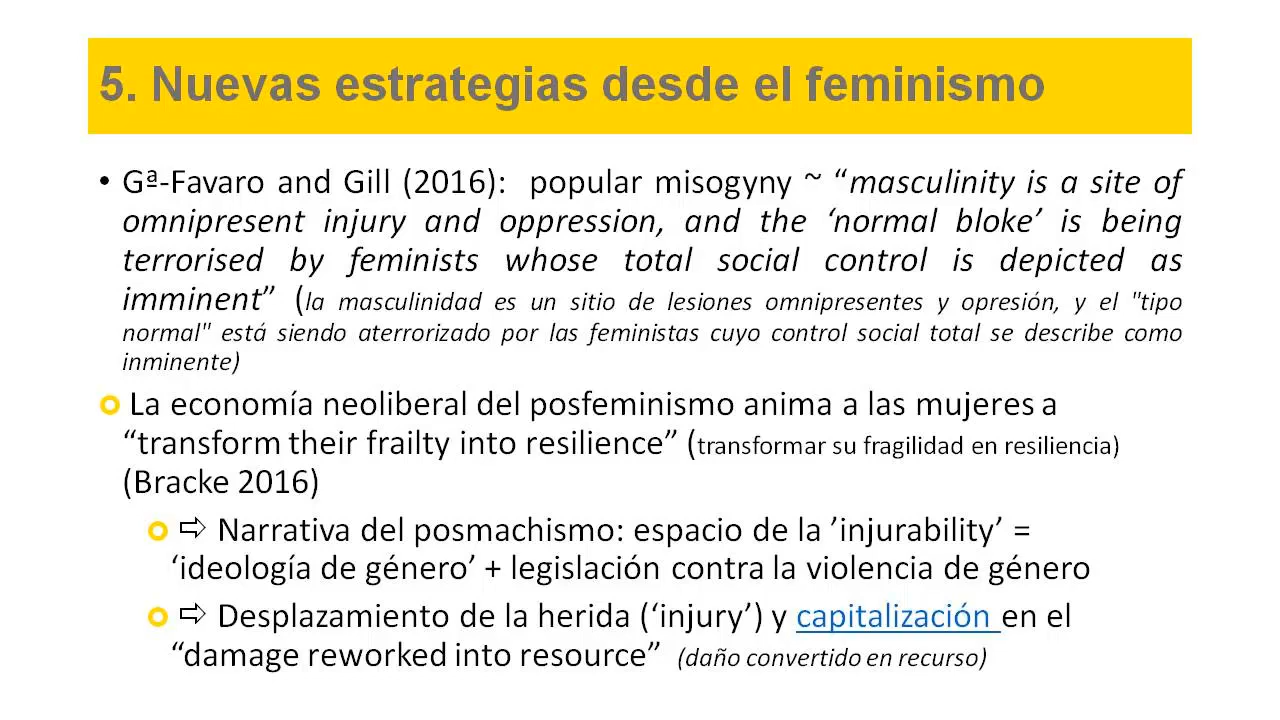 5. Nuevas estrategias desde el feminismo
• Gª-Favaro and Gill (2016): popular misogyny ~ “masculinity is a site of
omnipresent injury and oppression, and the ‘normal bloke’ is being
terrorised by feminists whose total social control is depicted as
imminent” (la masculinidad es un sitio de lesiones omnipresentes y opresión, y el "tipo
normal" está siendo aterrorizado por las feministas cuyo control social total se describe como
inminente)
La economía neoliberal del posfeminismo anima a las mujeres a
“transform their frailty into resilience” (transformar su fragilidad en resiliencia)
(Bracke 2016)
⇨ Narrativa del posmachismo: espacio de la ’injurability’ =
‘ideología de género’ + legislación contra la violencia de género
⇨ Desplazamiento de la herida (‘injury’) y capitalización en el
“damage reworked into resource” (daño convertido en recurso)